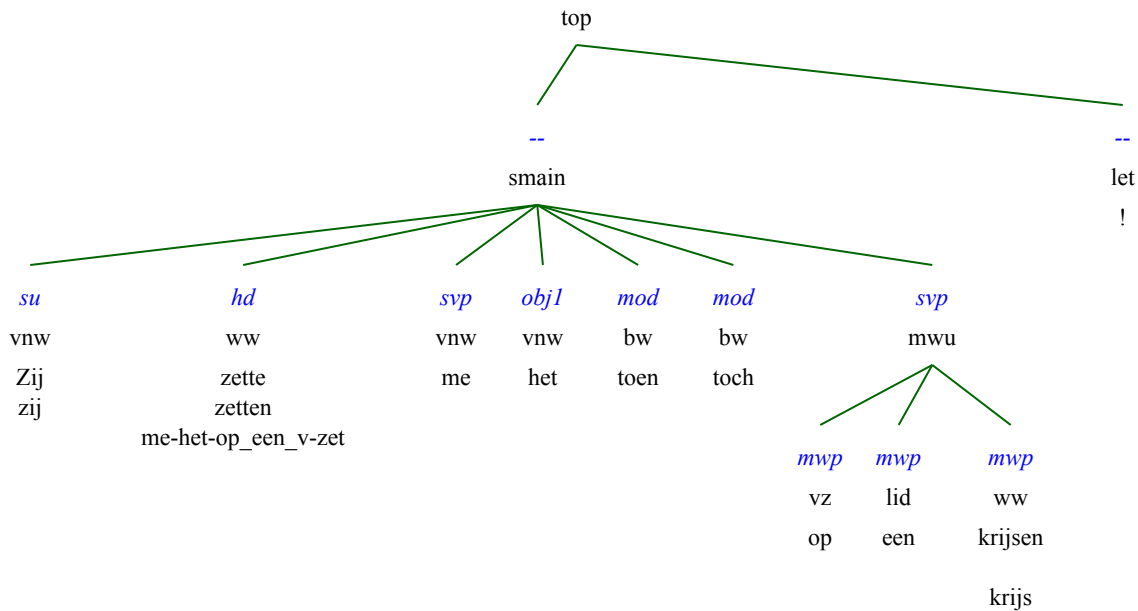 top
-- --
smain let
!
su hd svp obj1 mod mod svp
vnw ww vnw vnw bw bw mwu
Zij zette me het toen toch
zij zetten
me-het-op_een_v-zet
mwp mwp mwp
vz lid ww
op een krijsen
krijs